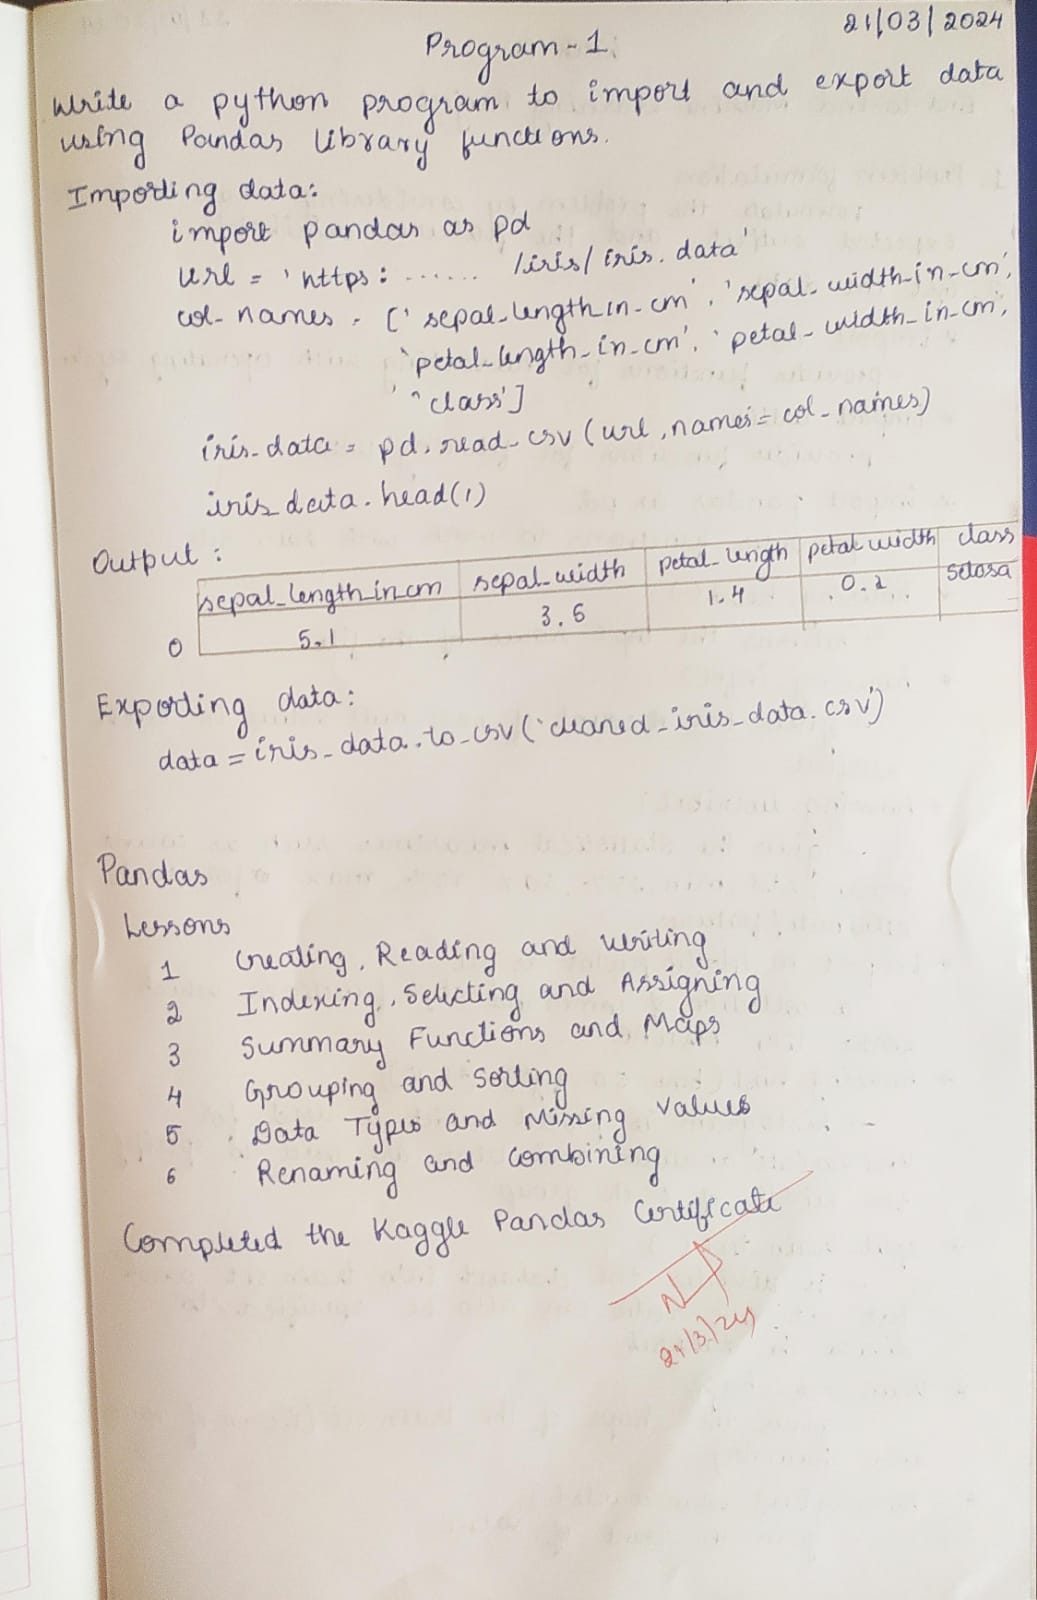 21/03/2024
Program-1
Write a python program to import and export data
using Pandas library functions.
Importing data:
import pandas as pd
url = 'https: ...... /iris/iris.data'
col_names = ['sepal_length_in_cm', 'sepal_width_in_cm',
'petal_length_in_cm', 'petal_width_in_cm',
'class']
iris_data = pd.read_csv (url, names = col_names)
iris_data.head(1)
Output:
sepal_length_in cm sepal_width petal_length petal width class
0 5.1 3.5 1.4 0.2 setosa
Exporting data:
data = iris_data.to_csv ('cleaned_iris_data.csv')
Pandas
Lessons
1 Creating, Reading and writing
2 Indexing, Selecting and Assigning
3 Summary Functions and Maps
4 Grouping and Sorting
5 Data Types and Missing values
6 Renaming and combining
Completed the Kaggle Pandas Certificate
21/3/24